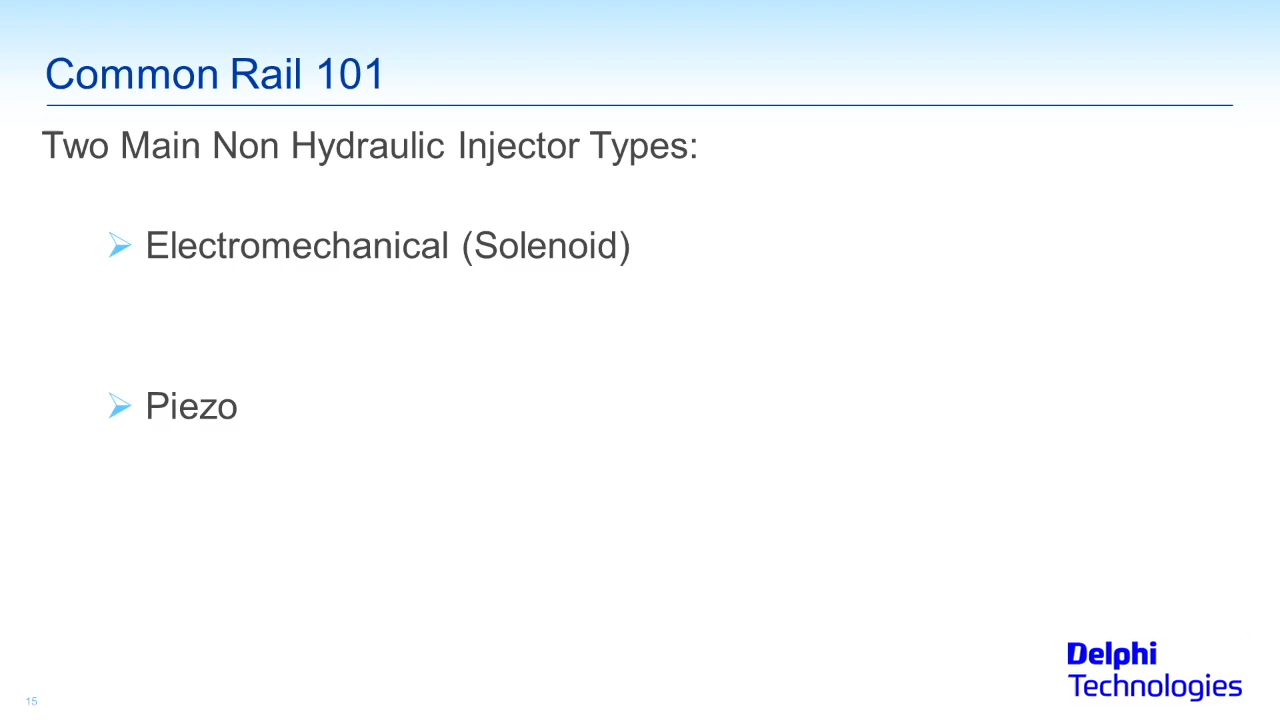 Common Rail 101
Two Main Non Hydraulic Injector Types:
Electromechanical (Solenoid)
Piezo
Delphi
Technologies
15